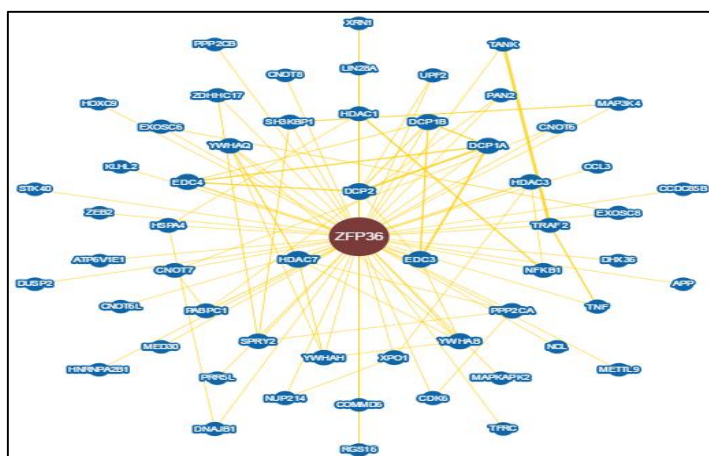 XRN1
PPP2CB
TANK
LIN28A
CNOT8
UPF2
ZDHHC17
PAN2
HOXC9
MAP3K4
HDAC1
SH3KBP1
DCP1B
EXOSC5
CNOT6
YWHAQ
DCP1A
KLHL2
CCL3
EDC4
HDAC3
STK40
DCP2
CCDC85B
ZEB2
EXOSC8
HSPA4
TRAF2
ZFP36
ATP6V1E1
HDAC7
EDC3
DHX36
CNOT7
NFKB1
DUSP2
APP
CNOT6L
PABPC1
PPP2CA
TNF
MED30
SPRY2
YWHAH
XPO1
YWHAB
NCL
HNRNPA2B1
PRR5L
MAPKAPK2
METTL9
NUP214
COMMD6
CDK6
DNAJB1
TFRC
RGS16